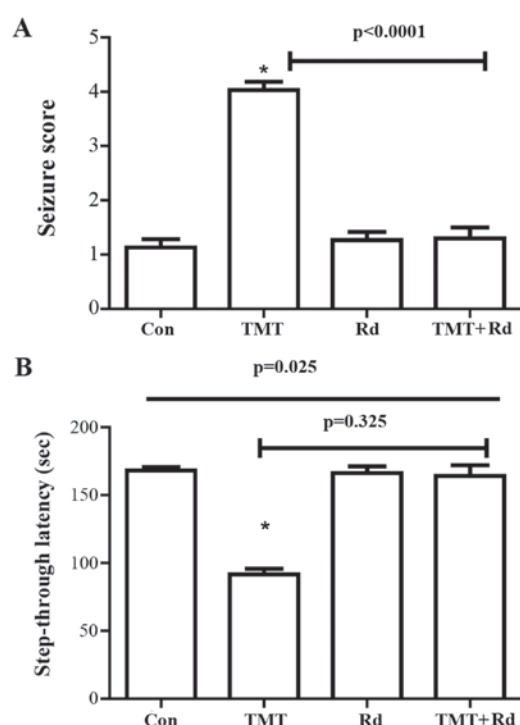 A
p<0.0001
*
Seizure score
5
4
3
2
1
0
Con TMT Rd TMT+Rd
B
p=0.025
p=0.325
*
Step-through latency (sec)
200
150
100
50
0
Con TMT Rd TMT+Rd